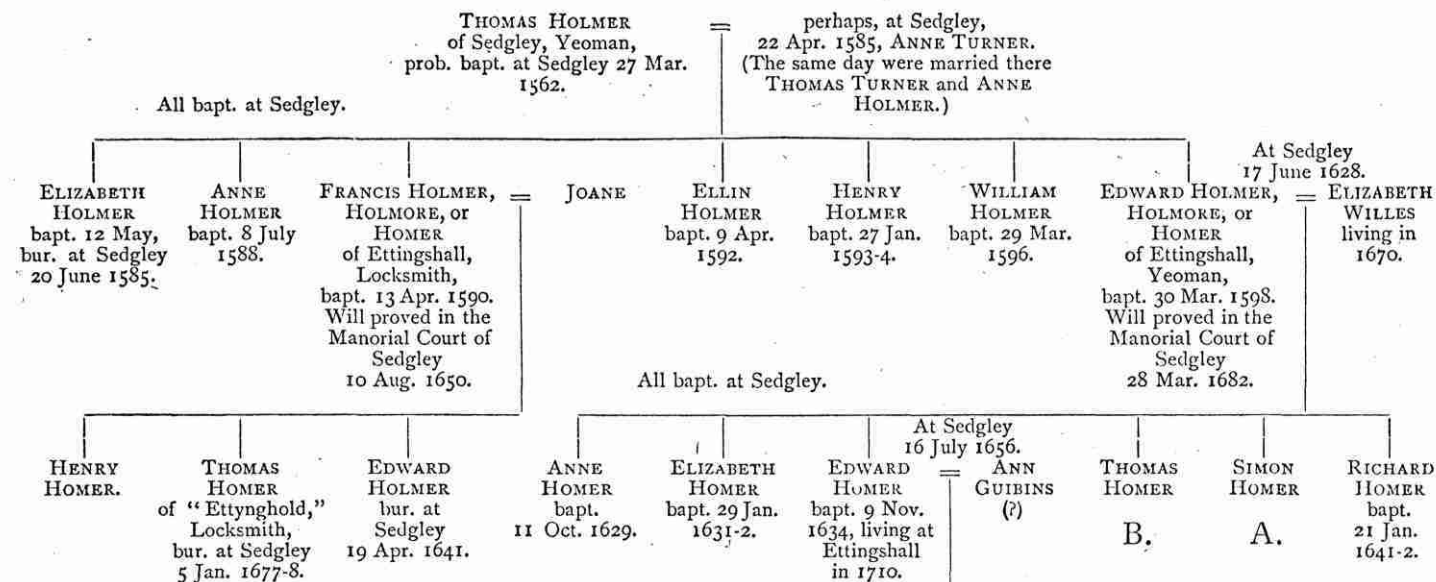 THOMAS HOLMER
of Sedgley, Yeoman,
prob. bapt. at Sedgley 27 Mar.
1562.
=
perhaps, at Sedgley,
22 Apr. 1585, ANNE TURNER.
(The same day were married there
THOMAS TURNER and ANNE
HOLMER.)
All bapt. at Sedgley.
ELIZABETH
HOLMER
bapt. 12 May,
bur. at Sedgley
20 June 1585.
ANNE
HOLMER
bapt. 8 July
1588.
FRANCIS HOLMER,
HOLMORE, or
HOMER
of Ettingshall,
Locksmith,
bapt. 13 Apr. 1590.
Will proved in the
Manorial Court of
Sedgley
10 Aug. 1650.
=
JOANE
ELLIN
HOLMER
bapt. 9 Apr.
1592.
HENRY
HOLMER
bapt. 27 Jan.
1593-4.
WILLIAM
HOLMER
bapt. 29 Mar.
1596.
EDWARD HOLMER,
HOLMORE, or
HOMER
of Ettingshall,
Yeoman,
bapt. 30 Mar. 1598.
Will proved in the
Manorial Court of
Sedgley
28 Mar. 1682.
At Sedgley
17 June 1628.
=
ELIZABETH
WILLES
living in
1670.
All bapt. at Sedgley.
HENRY
HOMER.
THOMAS
HOMER
of "Ettynghold,"
Locksmith,
bur. at Sedgley
5 Jan. 1677-8.
EDWARD
HOLMER
bur. at
Sedgley
19 Apr. 1641.
ANNE
HOMER
bapt.
11 Oct. 1629.
ELIZABETH
HOMER
bapt. 29 Jan.
1631-2.
EDWARD
HOMER
bapt. 9 Nov.
1634, living at
Ettingshall
in 1710.
At Sedgley
16 July 1656.
=
ANN
GUIBINS
(?)
THOMAS
HOMER
B.
SIMON
HOMER
A.
RICHARD
HOMER
bapt.
21 Jan.
1641-2.